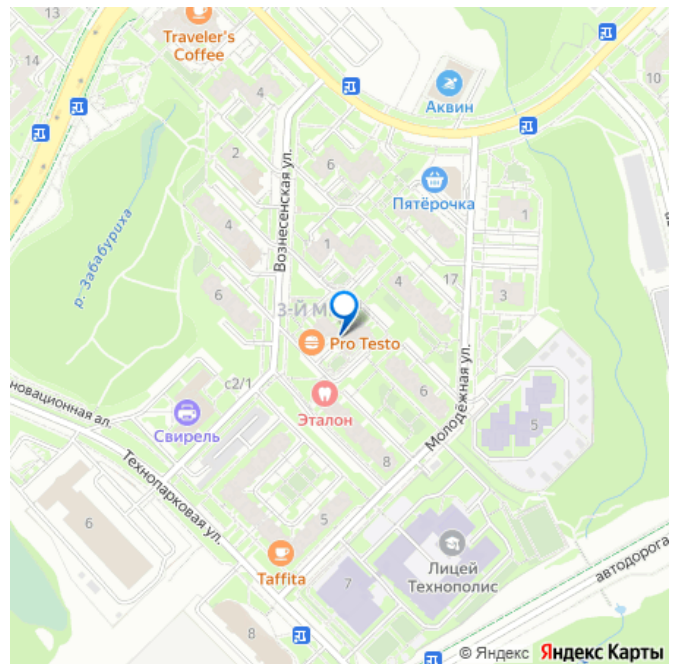 13
Traveler's
Coffee
14
4
Аквин
10
2
6
Пятёрочка
Вознесенская ул.
1
р. Забабуриха
4
1
4
17
3
6
3-Й М
Pro Testo
Молодёжная ул.
с2/1
6
Эталон
новационная ал.
Свирель
5
Технопарковая ул.
8
6
5
Лицей
Технополис
автодорога
Taffita
7
8
© Яндекс Яндекс Карты